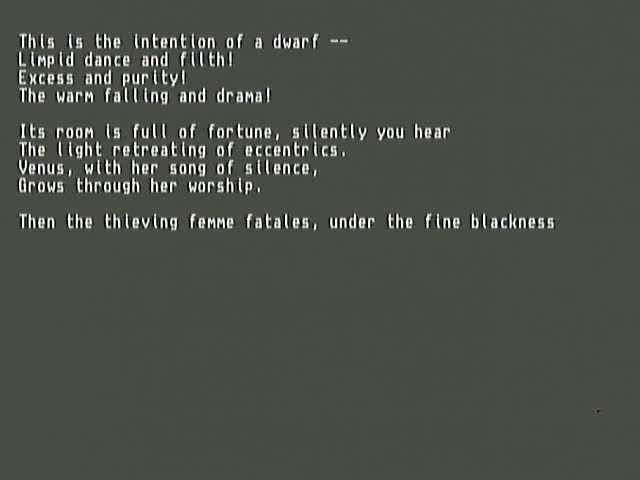 This is the intention of a dwarf --
Limpid dance and filth!
Excess and purity!
The warm falling and drama!
Its room is full of fortune, silently you hear
The light retreating of eccentrics.
Venus, with her song of silence,
Grows through her worship.
Then the thieving femme fatales, under the fine blackness